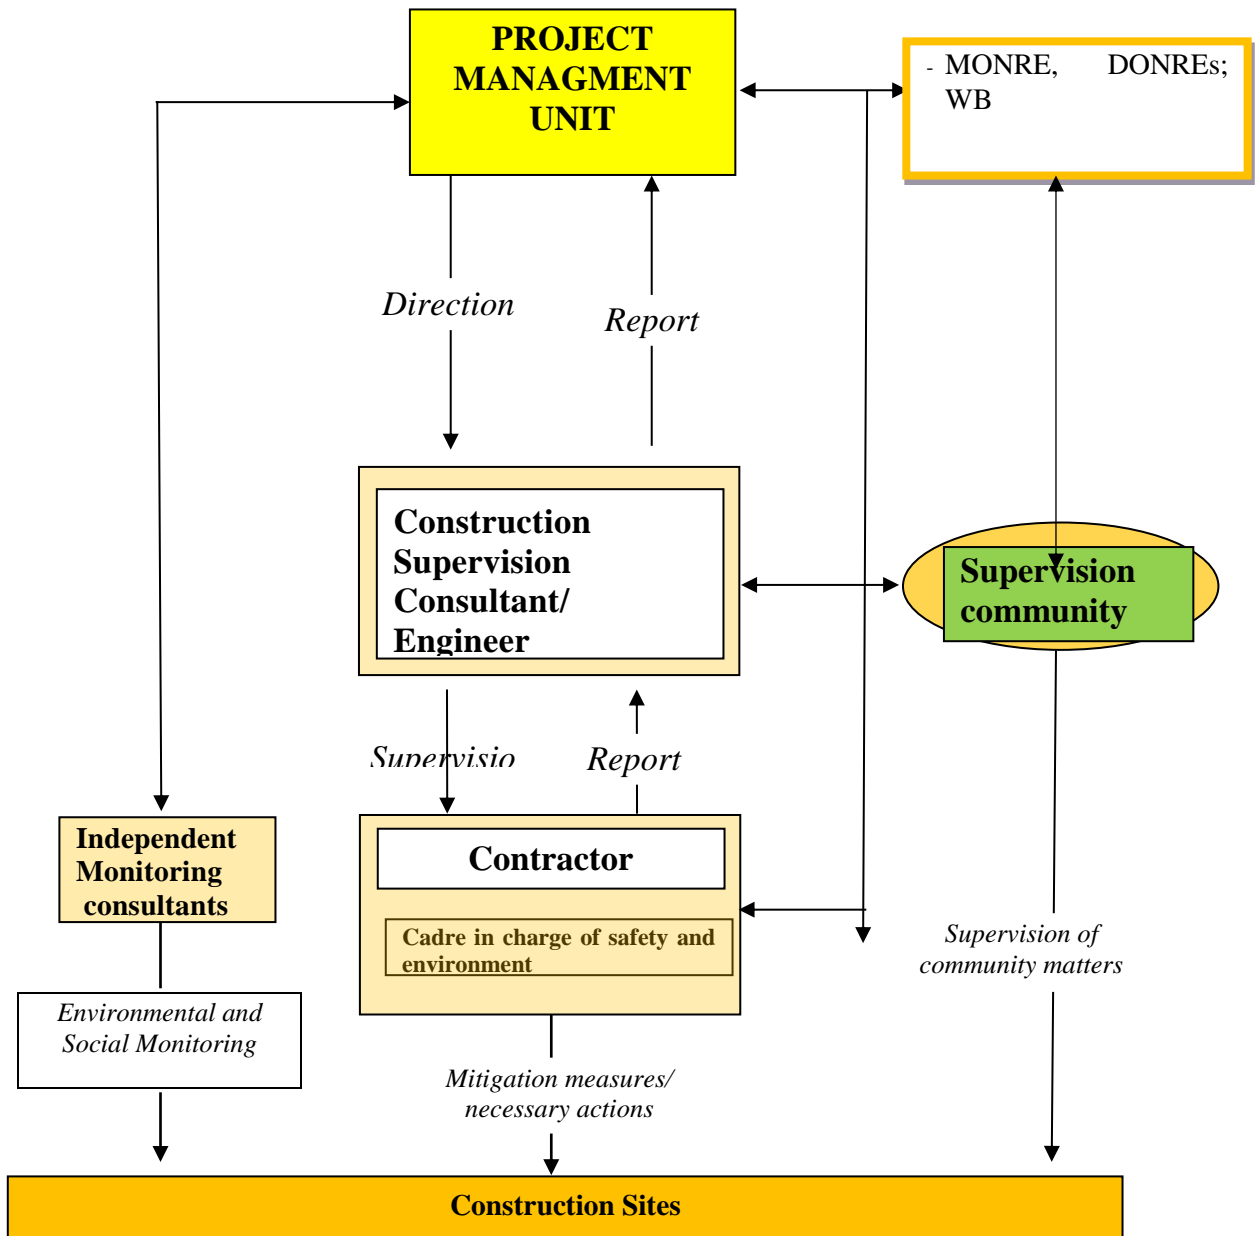 PROJECT
MANAGMENT
UNIT
- MONRE, DONREs;
WB
Direction
Report
Construction
Supervision
Consultant/
Engineer
Supervision
community
Supervisio
Report
Independent
Monitoring
consultants
Contractor
Cadre in charge of safety and
environment
Supervision of
community matters
Environmental and
Social Monitoring
Mitigation measures/
necessary actions
Construction Sites